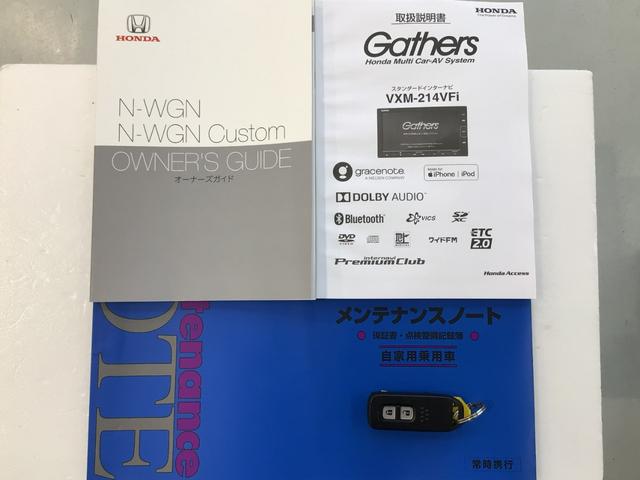 HONDA
N-WGN
N-WGN Custom
OWNER'S GUIDE
オーナーズガイド
取扱説明書
HONDA
The Power of Dreams
Gathers
Honda Multi Car-AV System
スタンダードインターナビ
VXM-214VFi
Gathers
gracenote.
A NIELSEN COMPANY
Made for
iPhone | iPod
DOLBY AUDIO
Bluetooth
VICS
SD
XC
DVD
VIDEO
ワイドFM
ETC
2.0
internavi
PremiumClub
Honda Access
tenance
OTE
メンテナンスノート
保証書・点検整備記録簿
自家用乗用車
常時携行